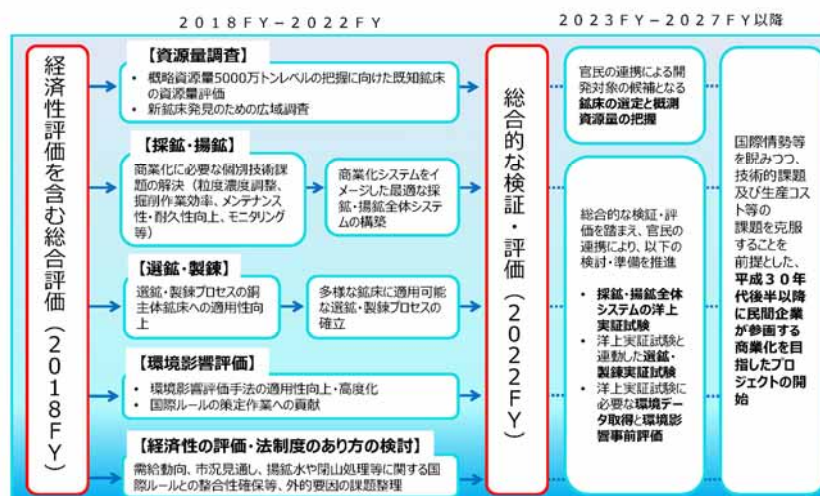 2018FY−2022FY
2023FY−2027FY以降
経済性評価を含む総合評価（2018FY）
【資源量調査】
• 概略資源量5000万トンレベルの把握に向けた既知鉱床
の資源量評価
• 新鉱床発見のための広域調査
【採鉱・揚鉱】
商業化に必要な個別技術課
題の解決（粒度濃度調整、
掘削作業効率、メンテナンス
性・耐久性向上、モニタリング
等）
商業化システムをイ
メージした最適な採
鉱・揚鉱全体システ
ムの構築
【選鉱・製錬】
選鉱・製錬プロセスの銅
主体鉱床への適用性向
上
多様な鉱床に適用可能
な選鉱・製錬プロセスの
確立
【環境影響評価】
• 環境影響評価手法の適用性向上・高度化
• 国際ルールの策定作業への貢献
【経済性の評価・法制度のあり方の検討】
需給動向、市況見通し、揚鉱水や閉山処理等に関する国
際ルールとの整合性確保等、外的要因の課題整理
総合的な検証・評価（2022FY）
官民の連携による開
発対象の候補となる
鉱床の選定と概測
資源量の把握
総合的な検証・評
価を踏まえ、官民の
連携により、以下の
検討・準備を推進
• 採鉱・揚鉱全体
システムの洋上
実証試験
• 洋上実証試験と
連動した選鉱・
製錬実証試験
• 洋上実証試験に
必要な環境デー
タ取得と環境影
響事前評価
国際情勢等
を睨みつつ、
技術的課題
及び生産コス
ト等の
課題を克服
することを
前提とした、
平成３０年
代後半以降
に民間企業
が参画する
商業化を目
指したプロ
ジェクトの開
始